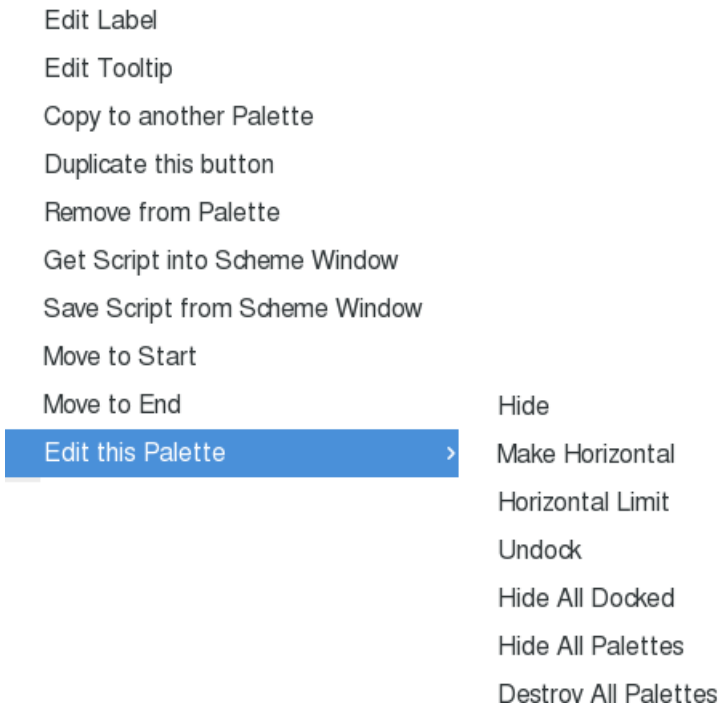 Edit Label
Edit Tooltip
Copy to another Palette
Duplicate this button
Remove from Palette
Get Script into Scheme Window
Save Script from Scheme Window
Move to Start
Move to End
Edit this Palette
Hide
Make Horizontal
Horizontal Limit
Undock
Hide All Docked
Hide All Palettes
Destroy All Palettes